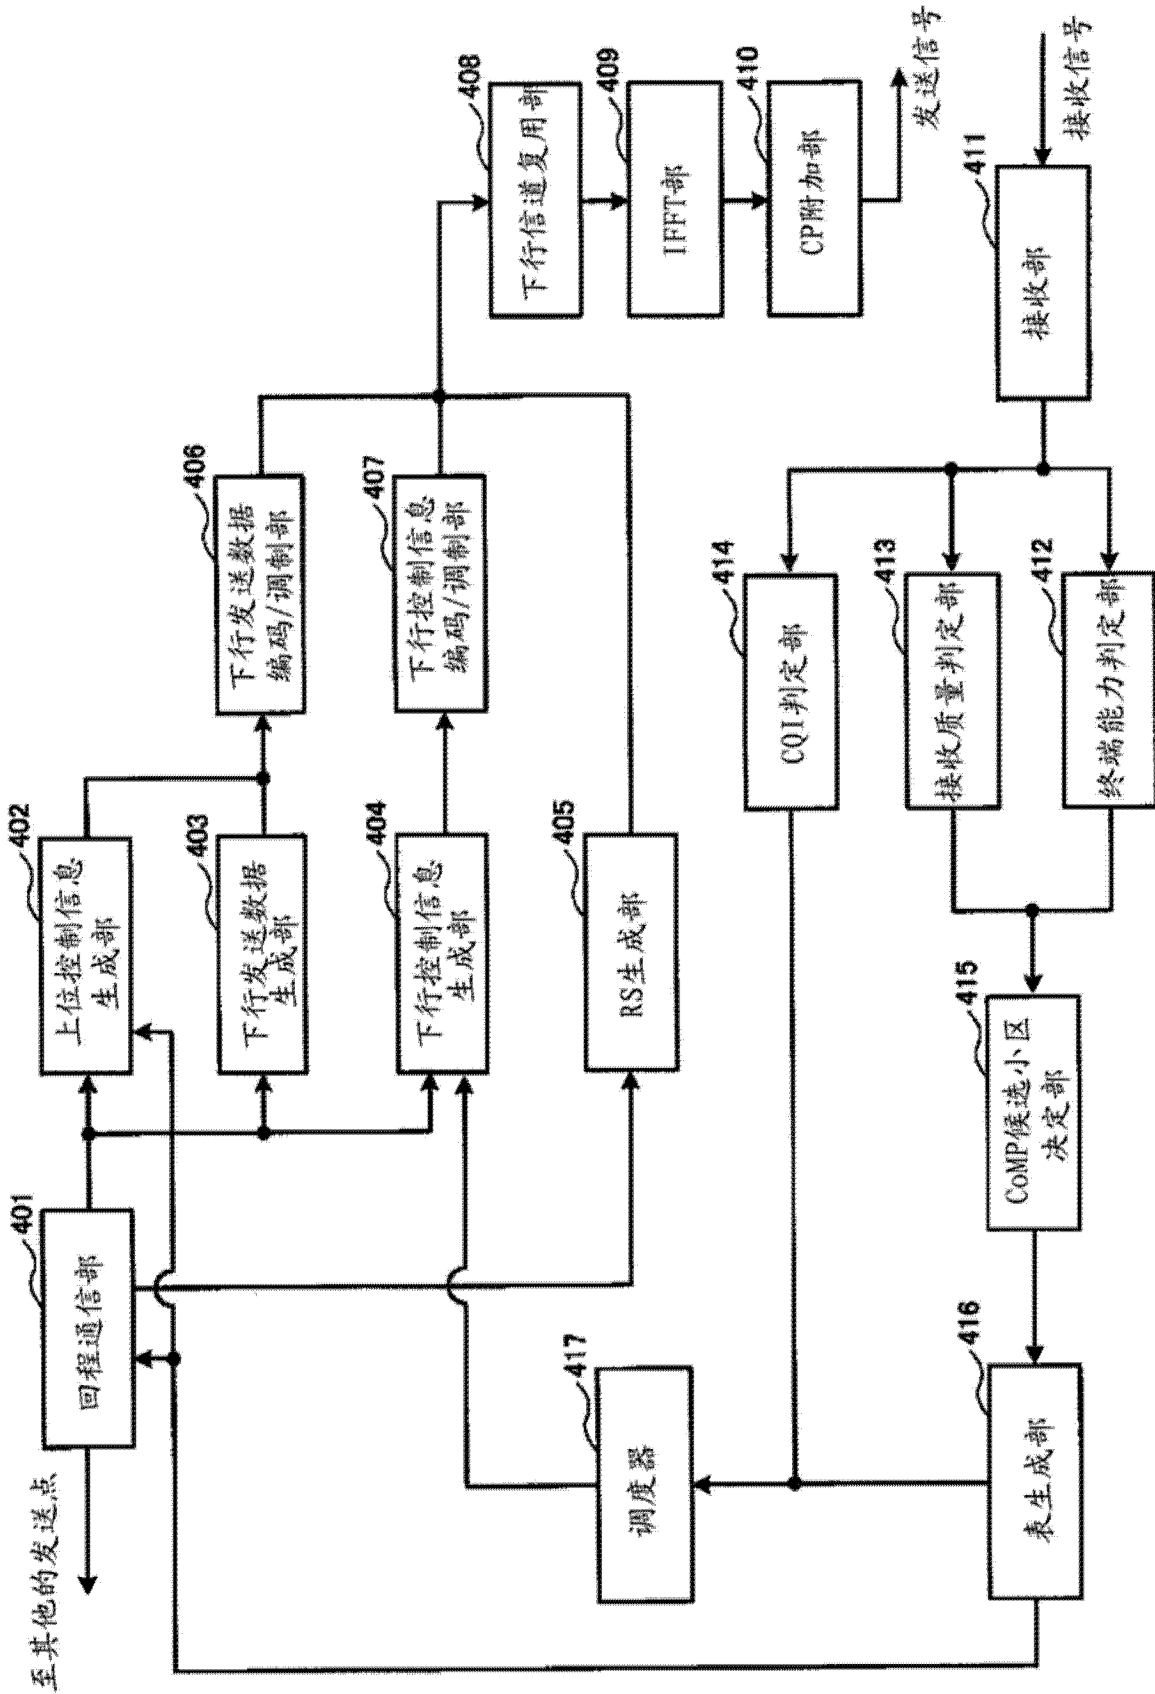 至其他的发送点
401
回程通信部
402
上位控制信息
生成部
403
下行发送数据
生成部
404
下行控制信息
生成部
405
RS生成部
406
下行发送数据
编码/调制部
407
下行控制信息
编码/调制部
408
下行信道复用部
409
IFFT部
410
CP附加部
发送信号
接收信号
411
接收部
412
终端能力判定部
413
接收质量判定部
414
CQI判定部
415
CoMP候选小区
决定部
416
表生成部
417
调度器